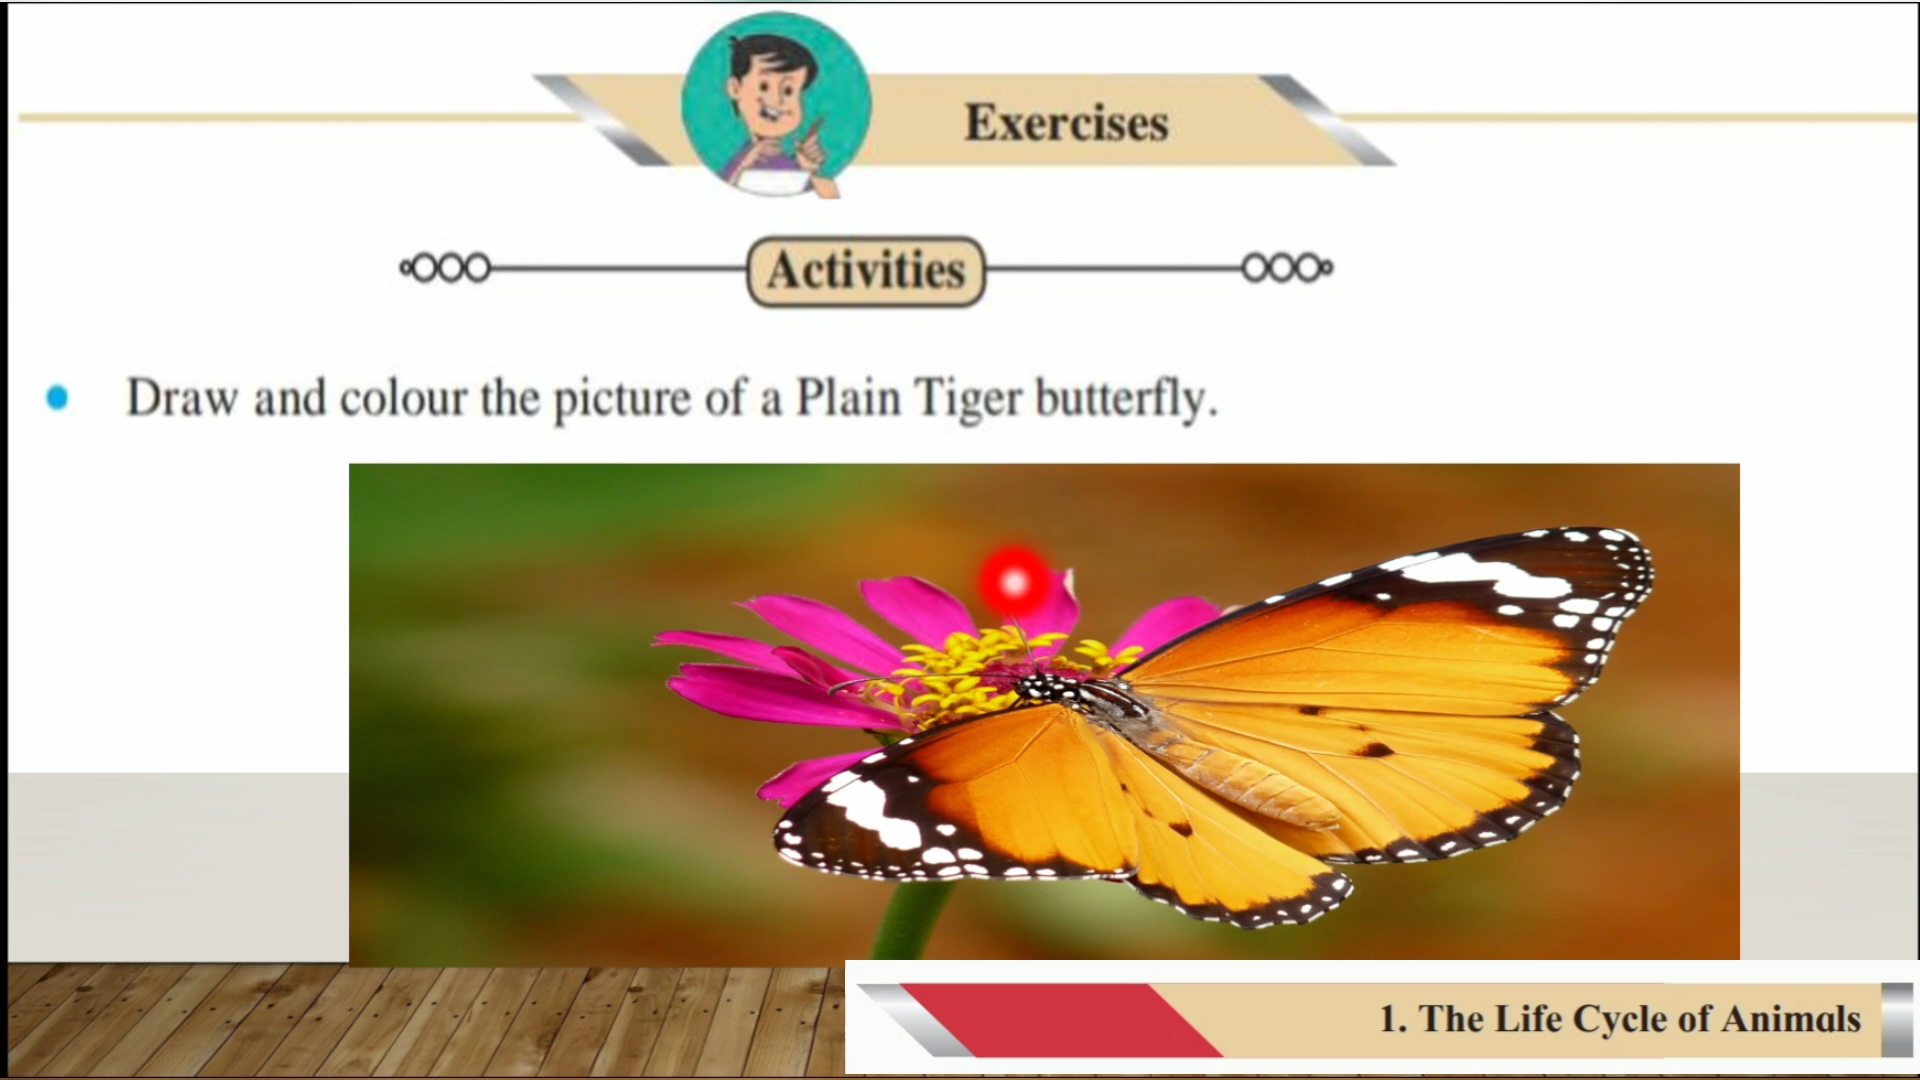 Exercises
Activities
Draw and colour the picture of a Plain Tiger butterfly.
1. The Life Cycle of Animals